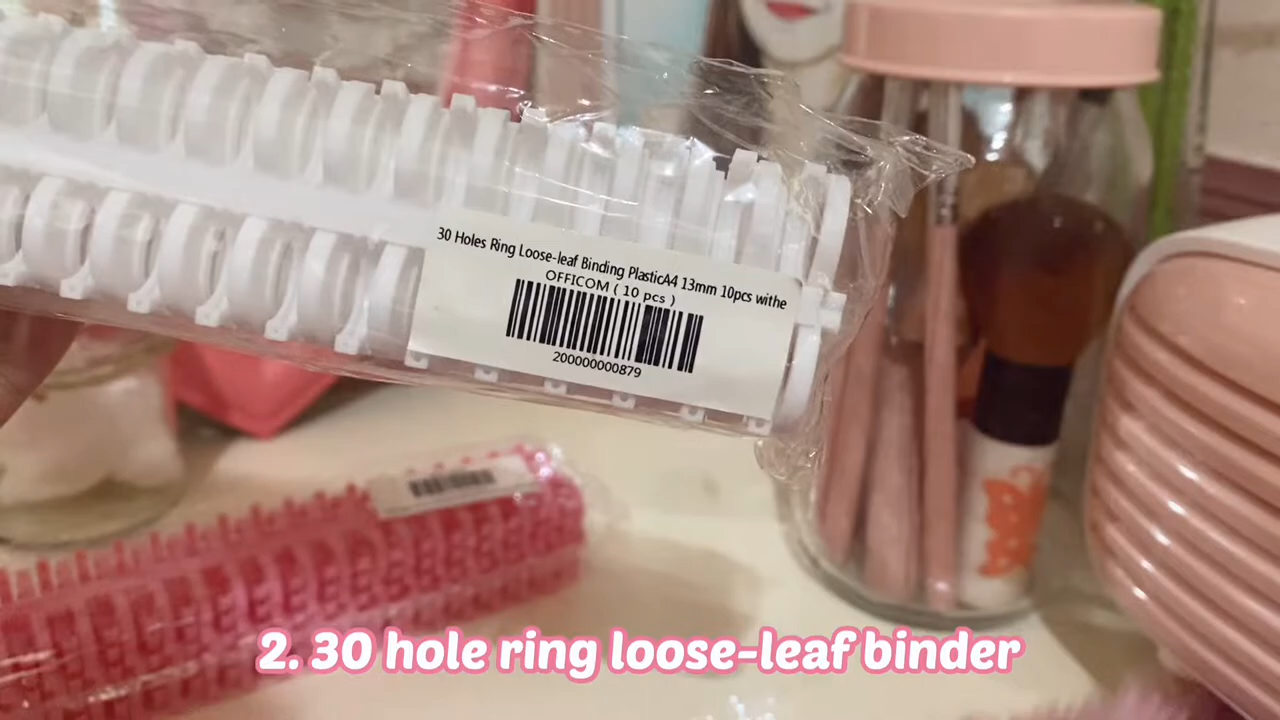 30 Holes Ring Loose-leaf Binding PlasticA4 13mm 10pcs withe
OFFICOM ( 10 pcs )
200000000879
2. 30 hole ring loose-leaf binder